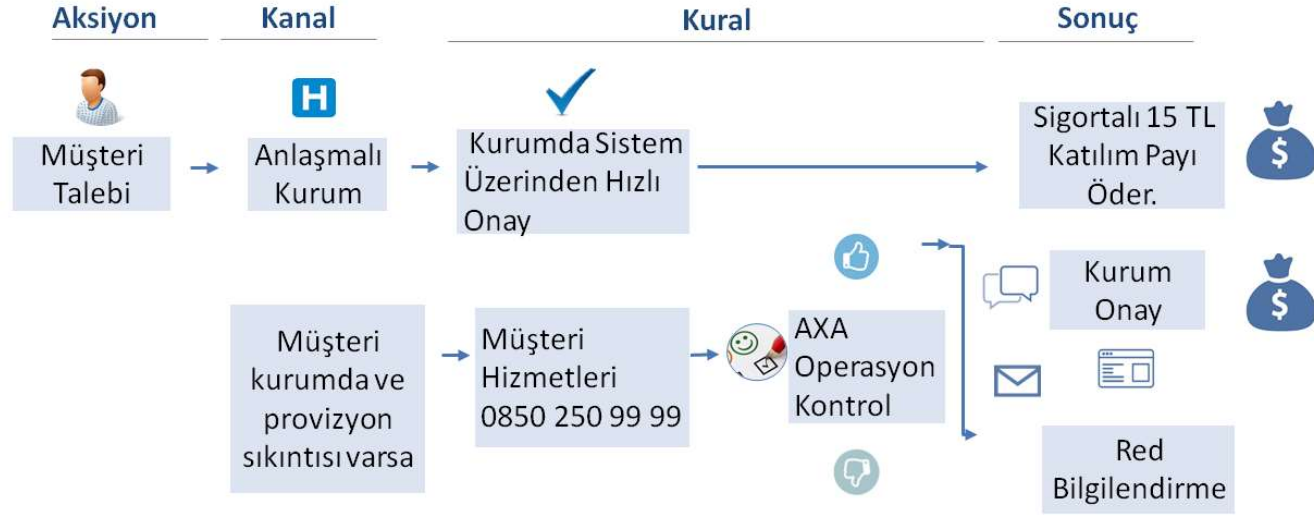 Aksiyon
Kanal
Kural
Sonuç
H
Müşteri
Talebi
Anlaşmalı
Kurum
Kurumda Sistem
Üzerinden Hızlı
Onay
Sigortalı 15 TL
Katılım Payı
Öder.
$
Müşteri
kurumda ve
provizyon
sıkıntısı varsa
Müşteri
Hizmetleri
0850 250 99 99
AXA
Operasyon
Kontrol
Kurum
Onay
$
Red
Bilgilendirme